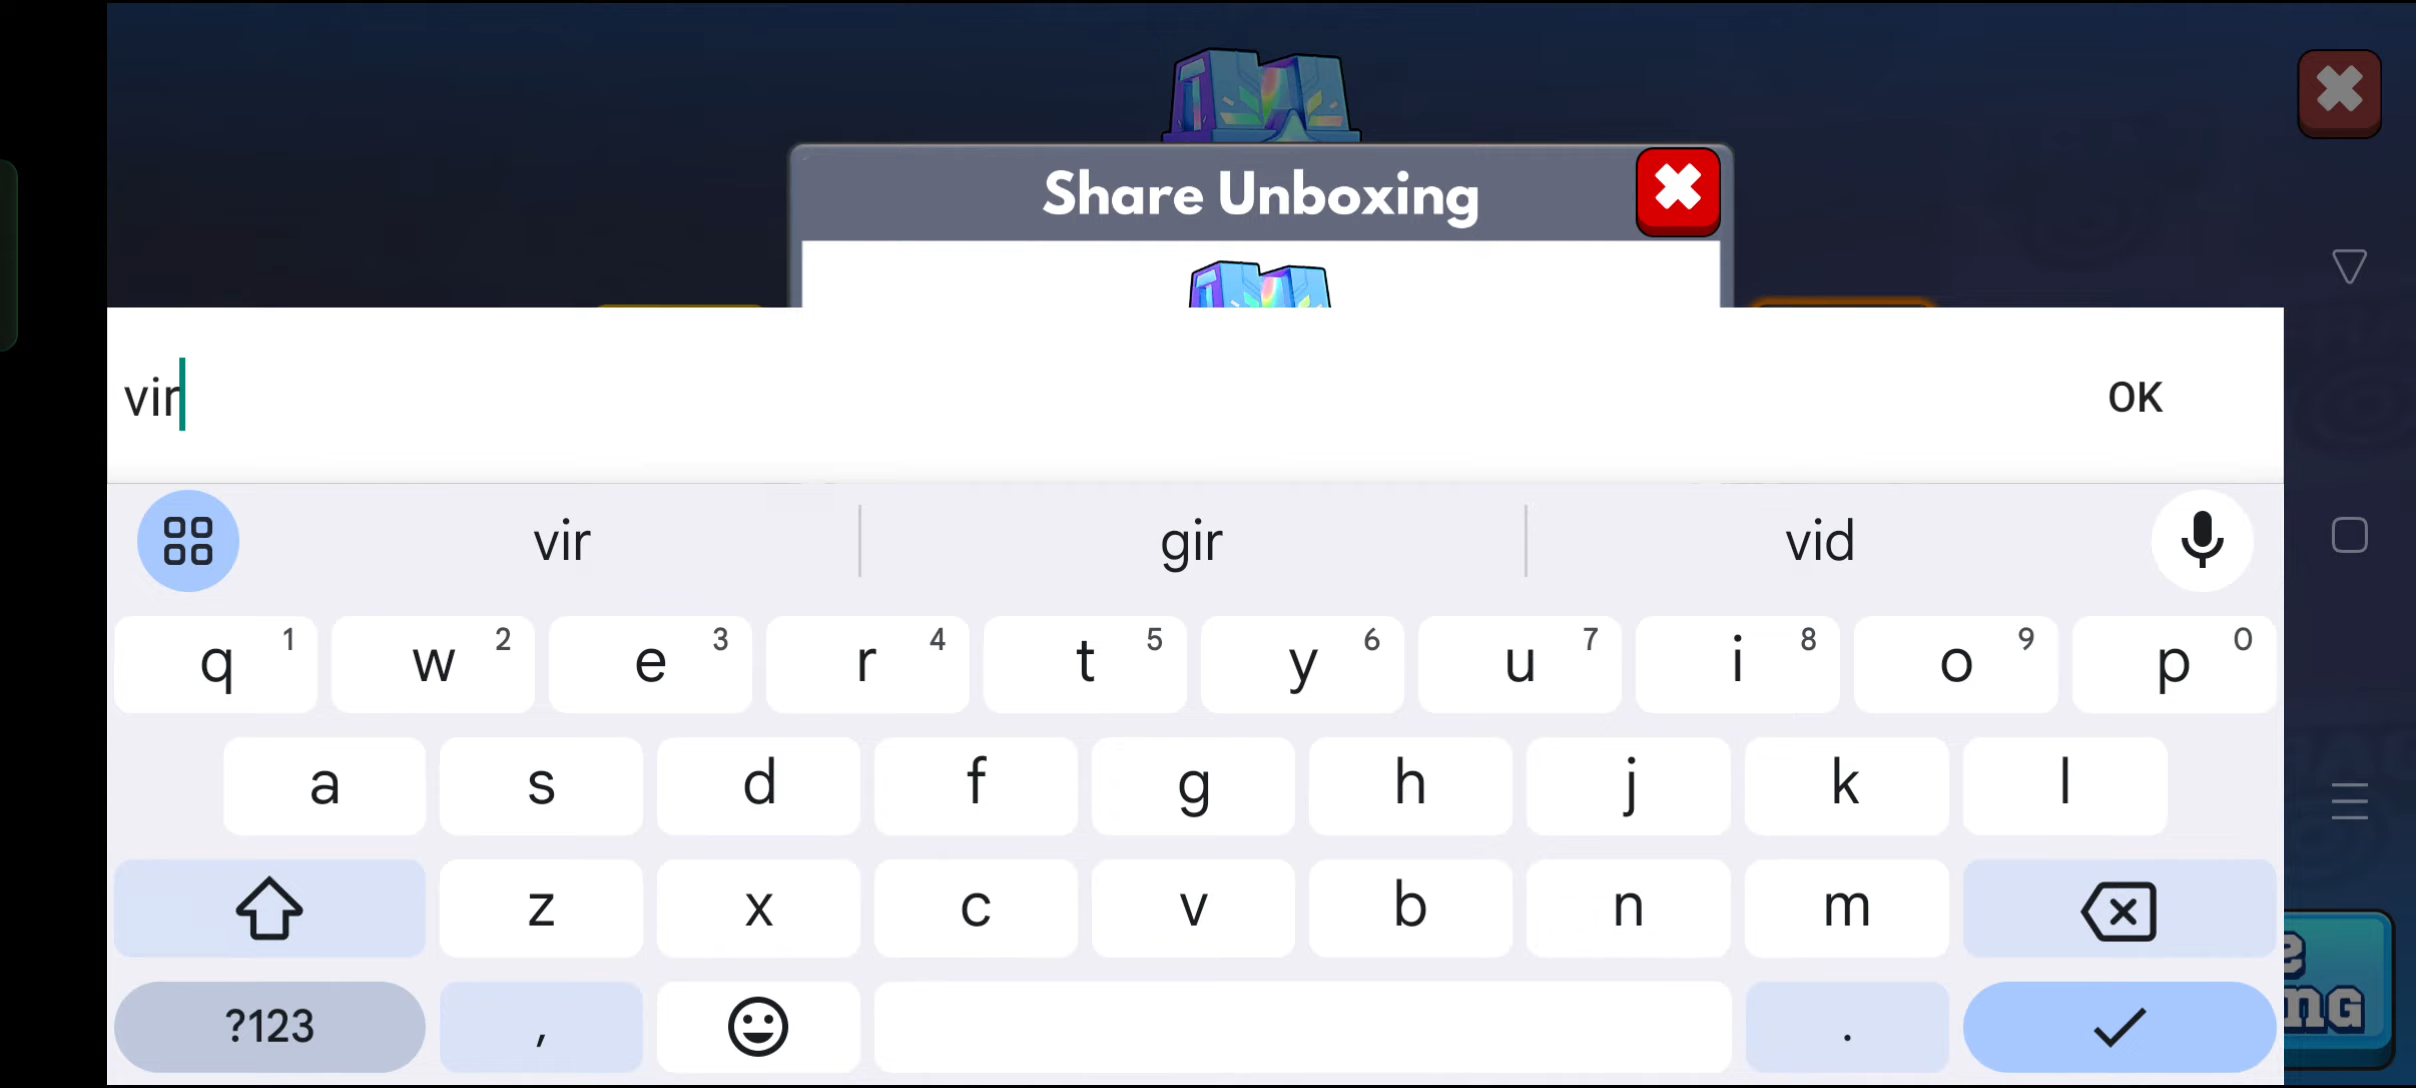 Share Unboxing
vir
OK
vir gir vid
q 1 w 2 e 3 r 4 t 5 y 6 u 7 i 8 o 9 p 0
a s d f g h j k l
z x c v b n m
?123 , .